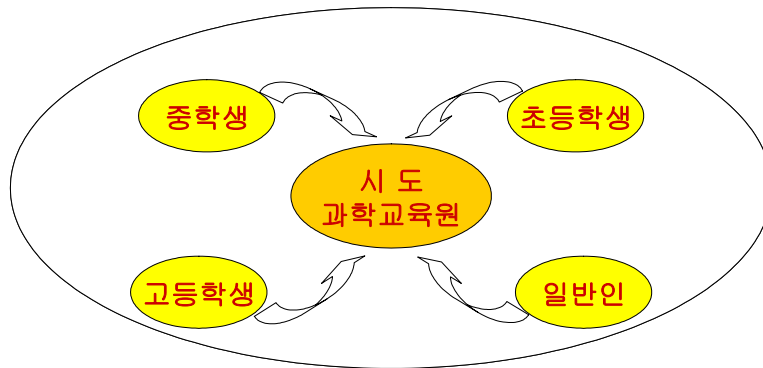 중학생
초등학생
시 도
과학교육원
고등학생
일반인